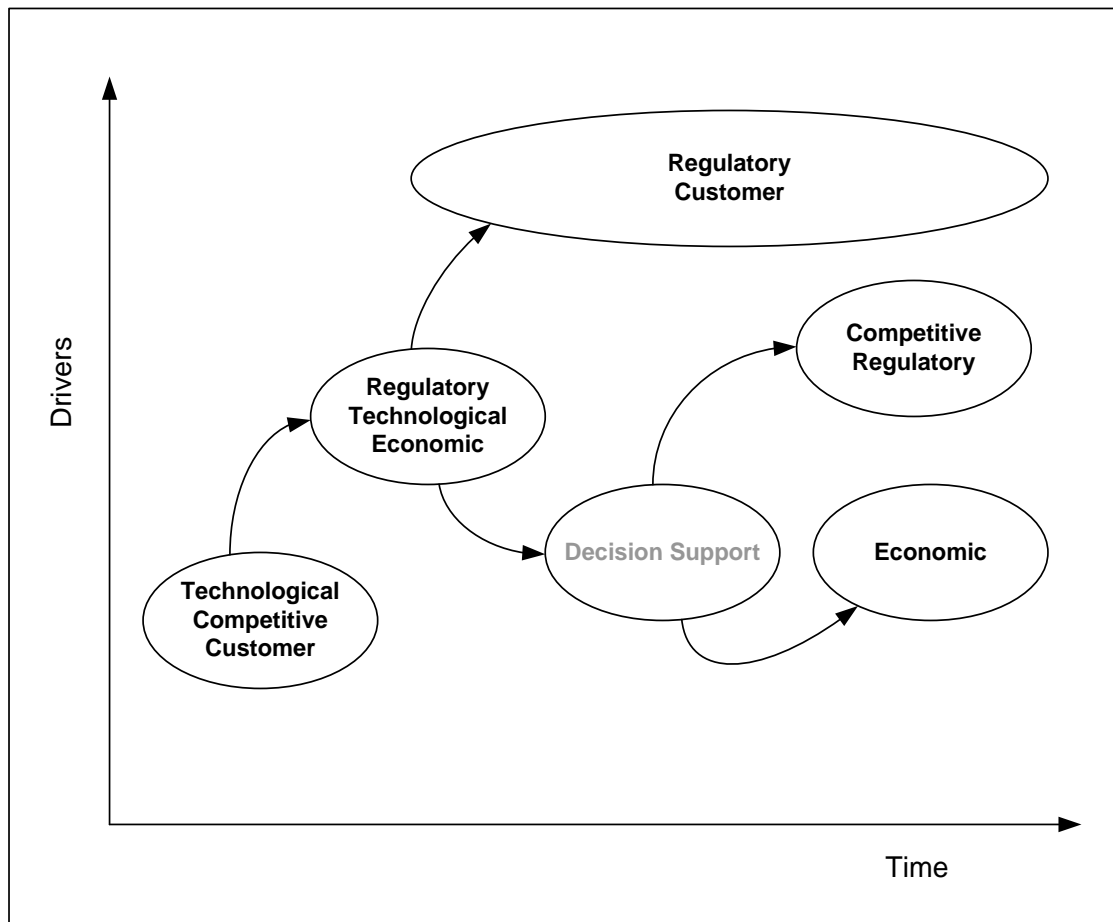 Regulatory
Customer
Competitive
Regulatory
Drivers
Regulatory
Technological
Economic
Decision Support
Economic
Technological
Competitive
Customer
Time